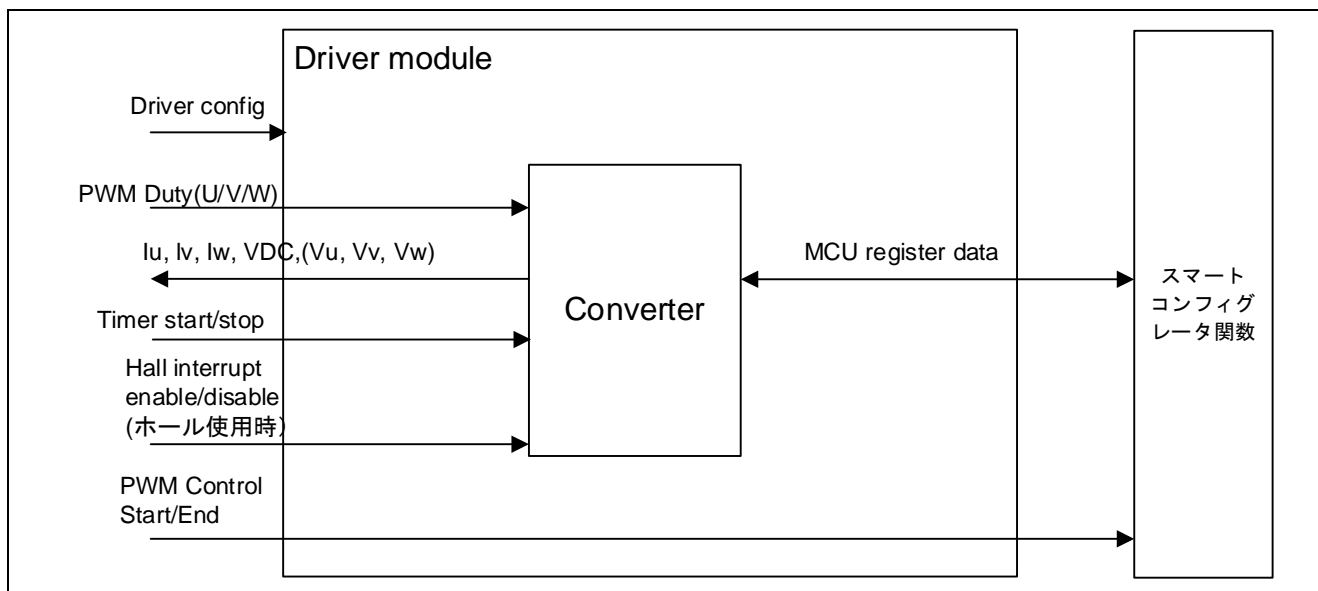 Driver module
Driver config
PWM Duty(U/V/W)
Iu, Iv, Iw, VDC,(Vu, Vv, Vw)
MCU register data
Converter
スマート
コンフィグ
レータ関数
Timer start/stop
Hall interrupt
enable/disable
(ホール使用時)
PWM Control
Start/End